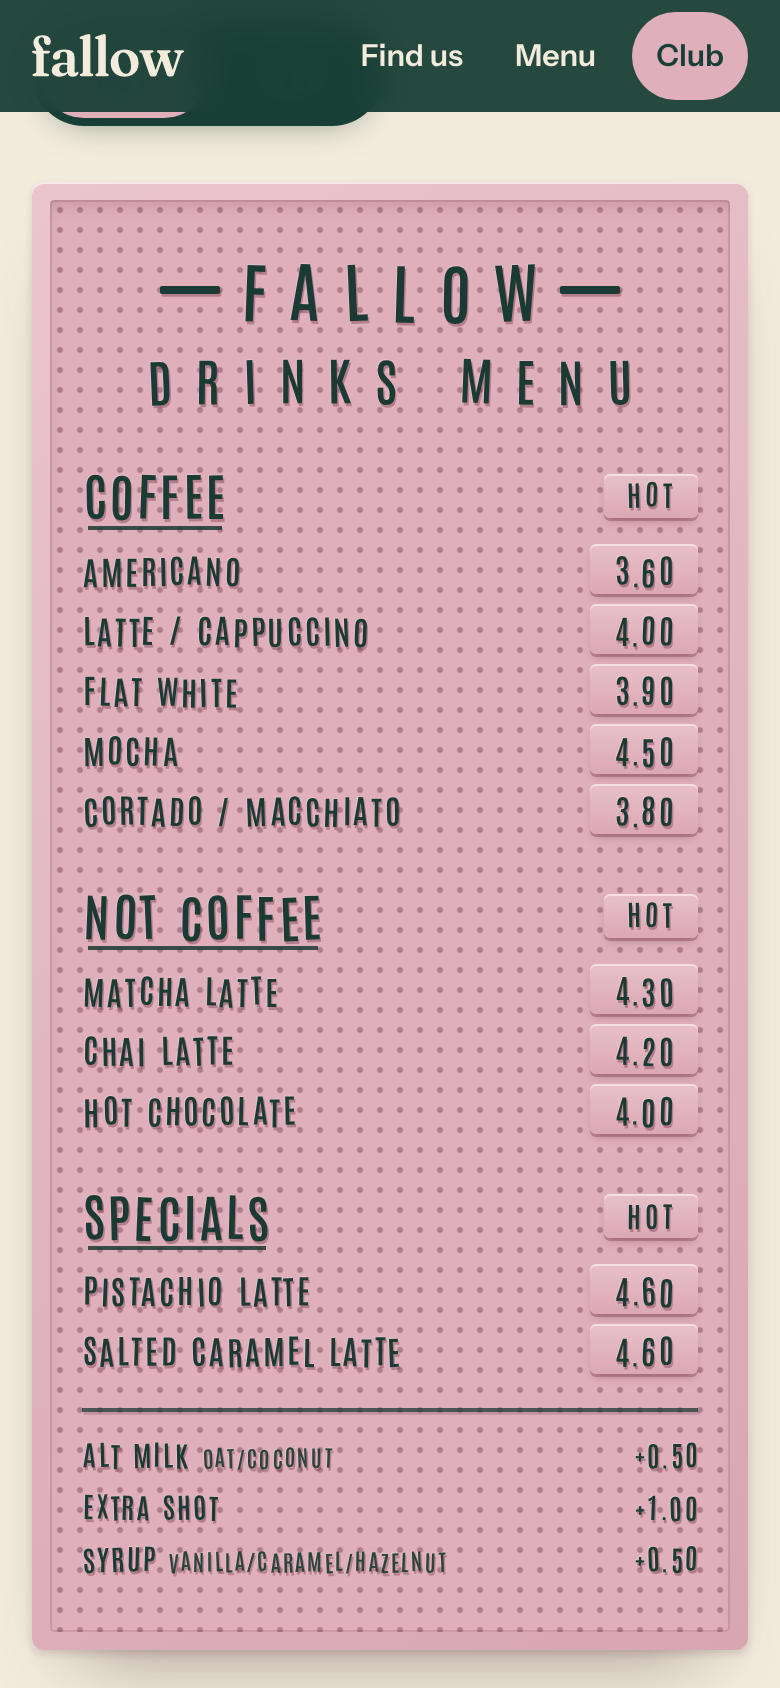 fallow
Find us
Menu
Club
FALLOW
DRINKS MENU
COFFEE HOT
AMERICANO 3.60
LATTE / CAPPUCCINO 4.00
FLAT WHITE 3.90
MOCHA 4.50
CORTADO / MACCHIATO 3.80
NOT COFFEE HOT
MATCHA LATTE 4.30
CHAI LATTE 4.20
HOT CHOCOLATE 4.00
SPECIALS HOT
PISTACHIO LATTE 4.60
SALTED CARAMEL LATTE 4.60
ALT MILK OAT/COCONUT +0.50
EXTRA SHOT +1.00
SYRUP VANILLA/CARAMEL/HAZELNUT +0.50